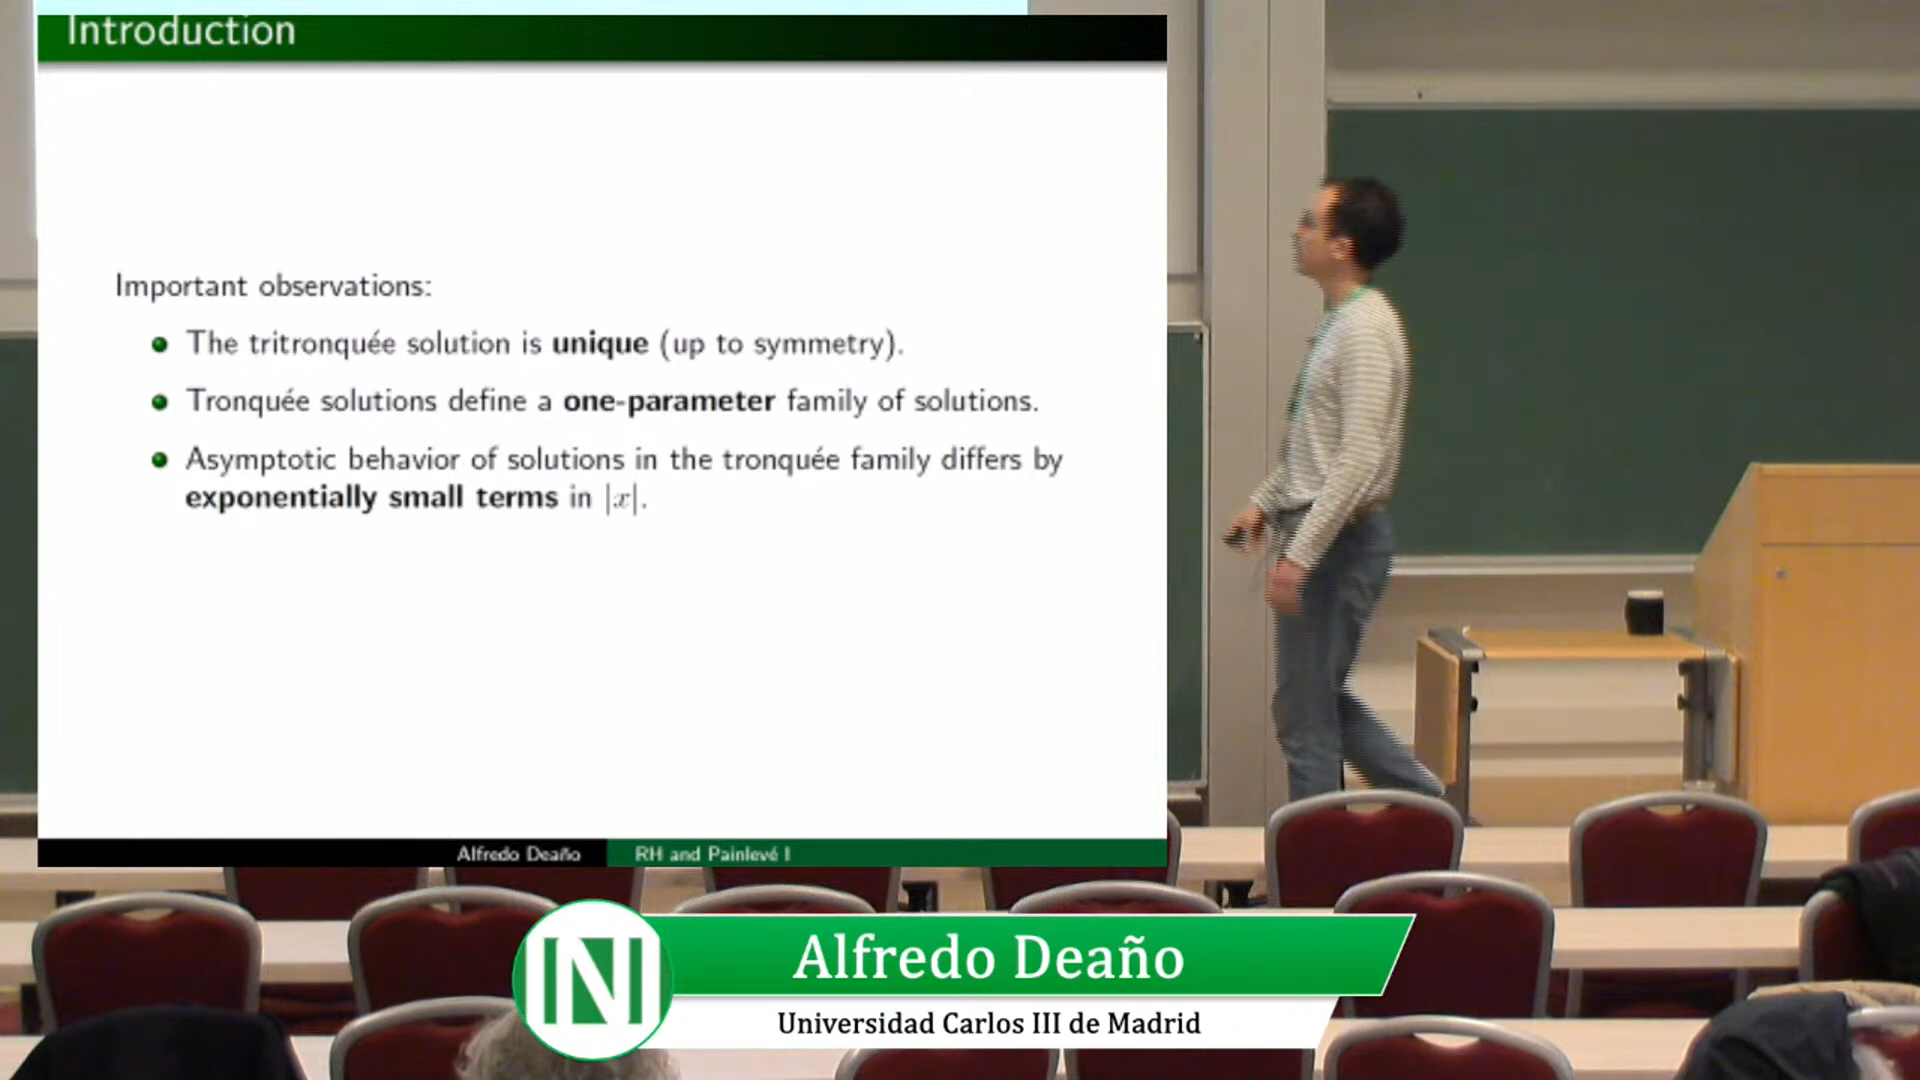 Introduction
Important observations:
The tritronquée solution is unique (up to symmetry).
Tronquée solutions define a one-parameter family of solutions.
Asymptotic behavior of solutions in the tronquée family differs by
exponentially small terms in |x|.
Alfredo Deaño RH and Painlevé I
N
Alfredo Deaño
Universidad Carlos III de Madrid